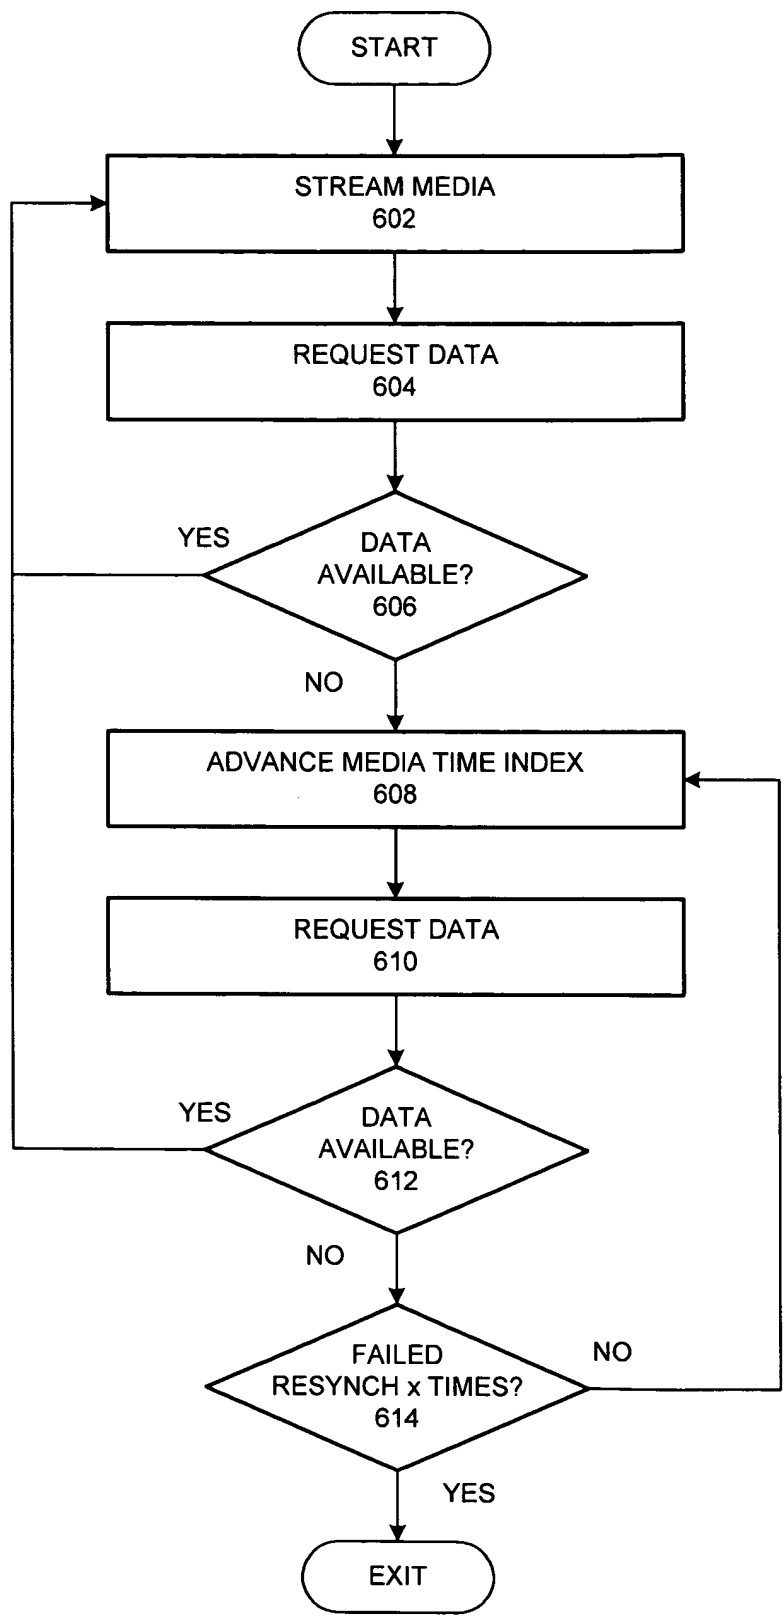 START
STREAM MEDIA
602
REQUEST DATA
604
YES
DATA
AVAILABLE?
606
NO
ADVANCE MEDIA TIME INDEX
608
REQUEST DATA
610
YES
DATA
AVAILABLE?
612
NO
FAILED
RESYNCH x TIMES?
614
NO
YES
EXIT